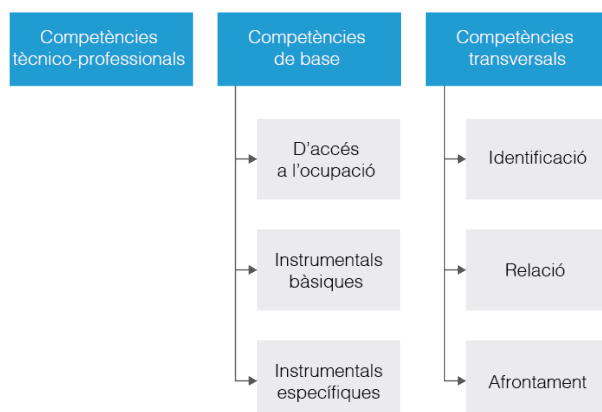 Competències
tècnico-professionals
Competències
de base
D'accés
a l'ocupació
Instrumentals
bàsiques
Instrumentals
específiques
Competències
transversals
Identificació
Relació
Afrontament